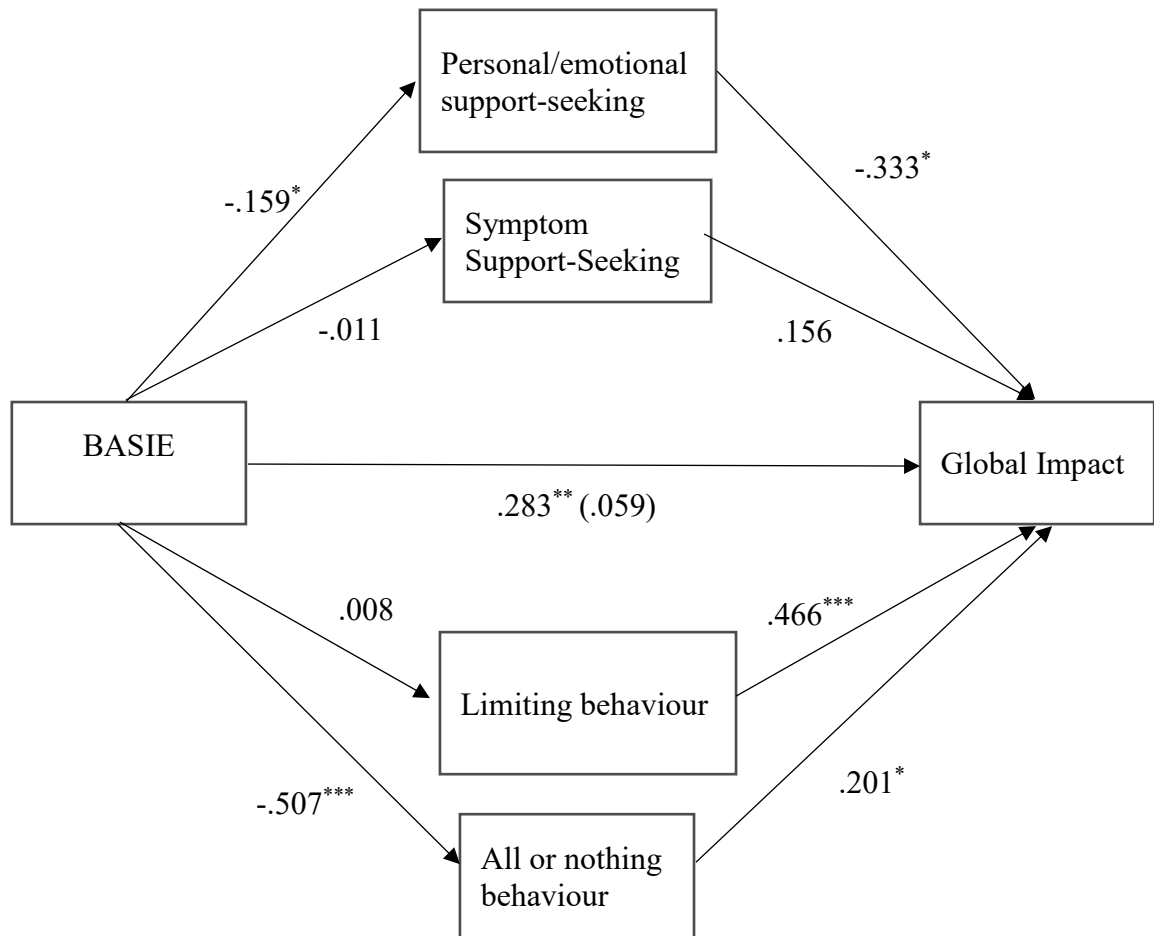 Personal/emotional
support-seeking
-.159*
-.333*
Symptom
Support-Seeking
-.011
.156
BASIE
Global Impact
.283** (.059)
.008
.466***
Limiting behaviour
-.507***
.201*
All or nothing
behaviour